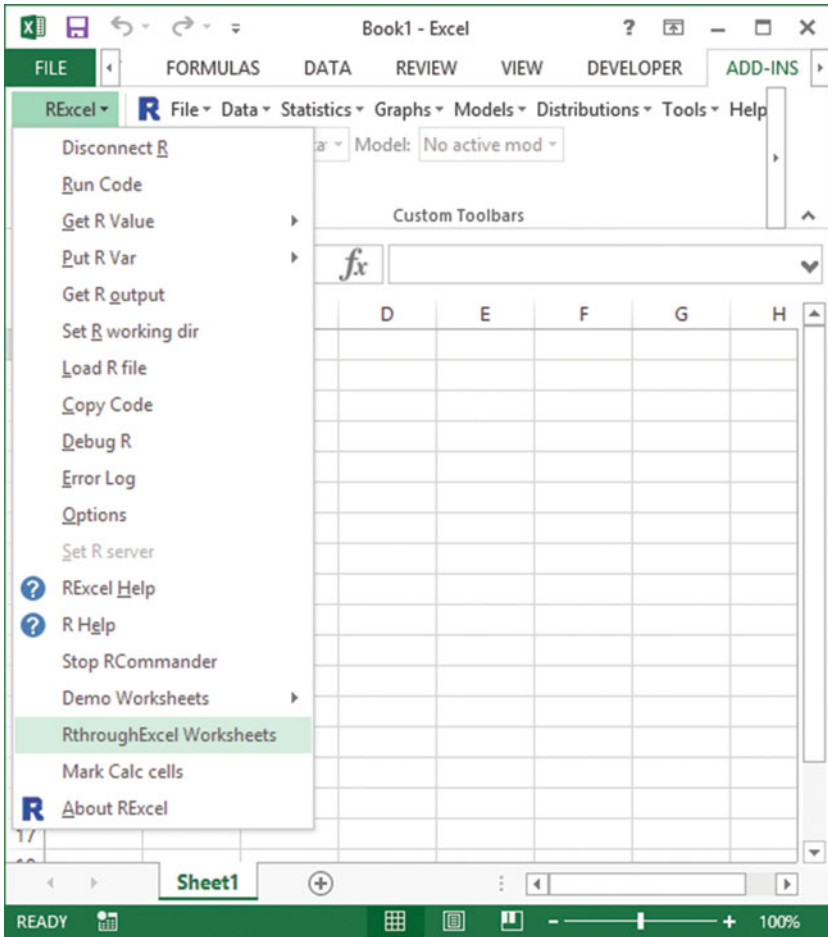 Book1 - Excel
FILE FORMULAS DATA REVIEW VIEW DEVELOPER ADD-INS
RExcel R File Data Statistics Graphs Models Distributions Tools Help
Model: No active mod
Custom Toolbars
fx
D E F G H
Disconnect R
Run Code
Get R Value
Put R Var
Get R output
Set R working dir
Load R file
Copy Code
Debug R
Error Log
Options
Set R server
? RExcel Help
? R Help
Stop RCommander
Demo Worksheets
RthroughExcel Worksheets
Mark Calc cells
R About RExcel
17
Sheet1
READY 100%